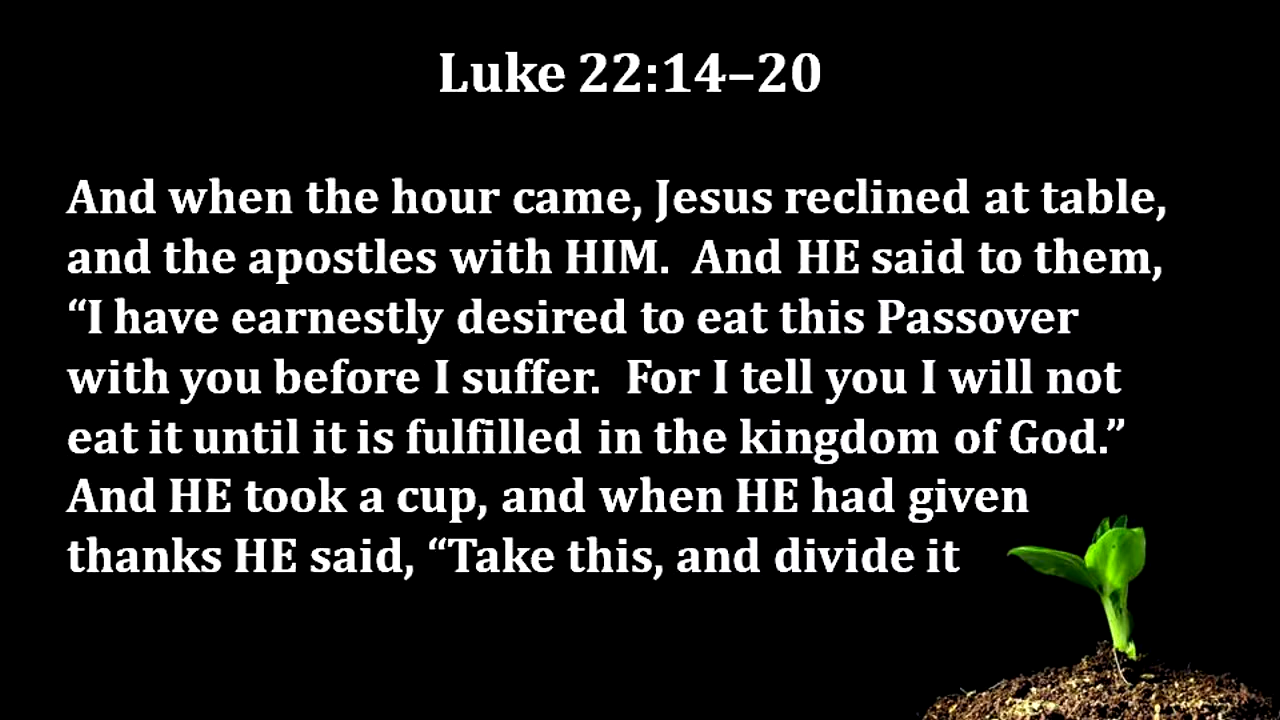 Luke 22:14–20
And when the hour came, Jesus reclined at table,
and the apostles with HIM.  And HE said to them,
“I have earnestly desired to eat this Passover
with you before I suffer.  For I tell you I will not
eat it until it is fulfilled in the kingdom of God.”
And HE took a cup, and when HE had given
thanks HE said, “Take this, and divide it